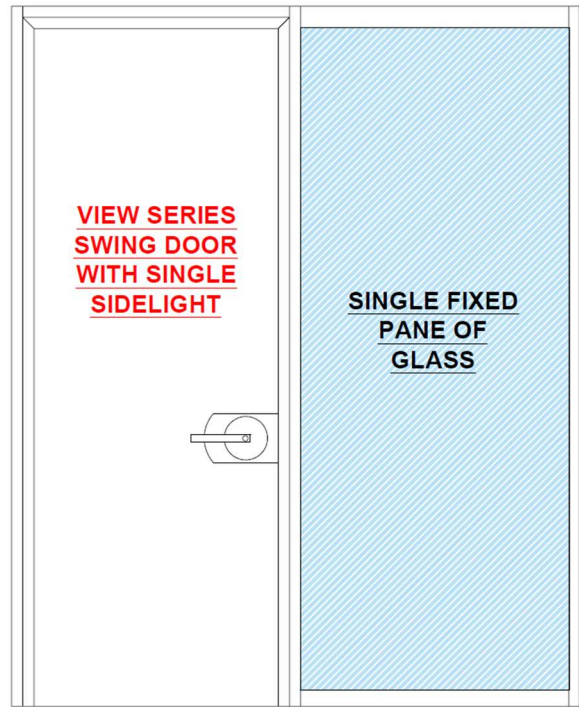 VIEW SERIES
SWING DOOR
WITH SINGLE
SIDELIGHT
SINGLE FIXED
PANE OF
GLASS